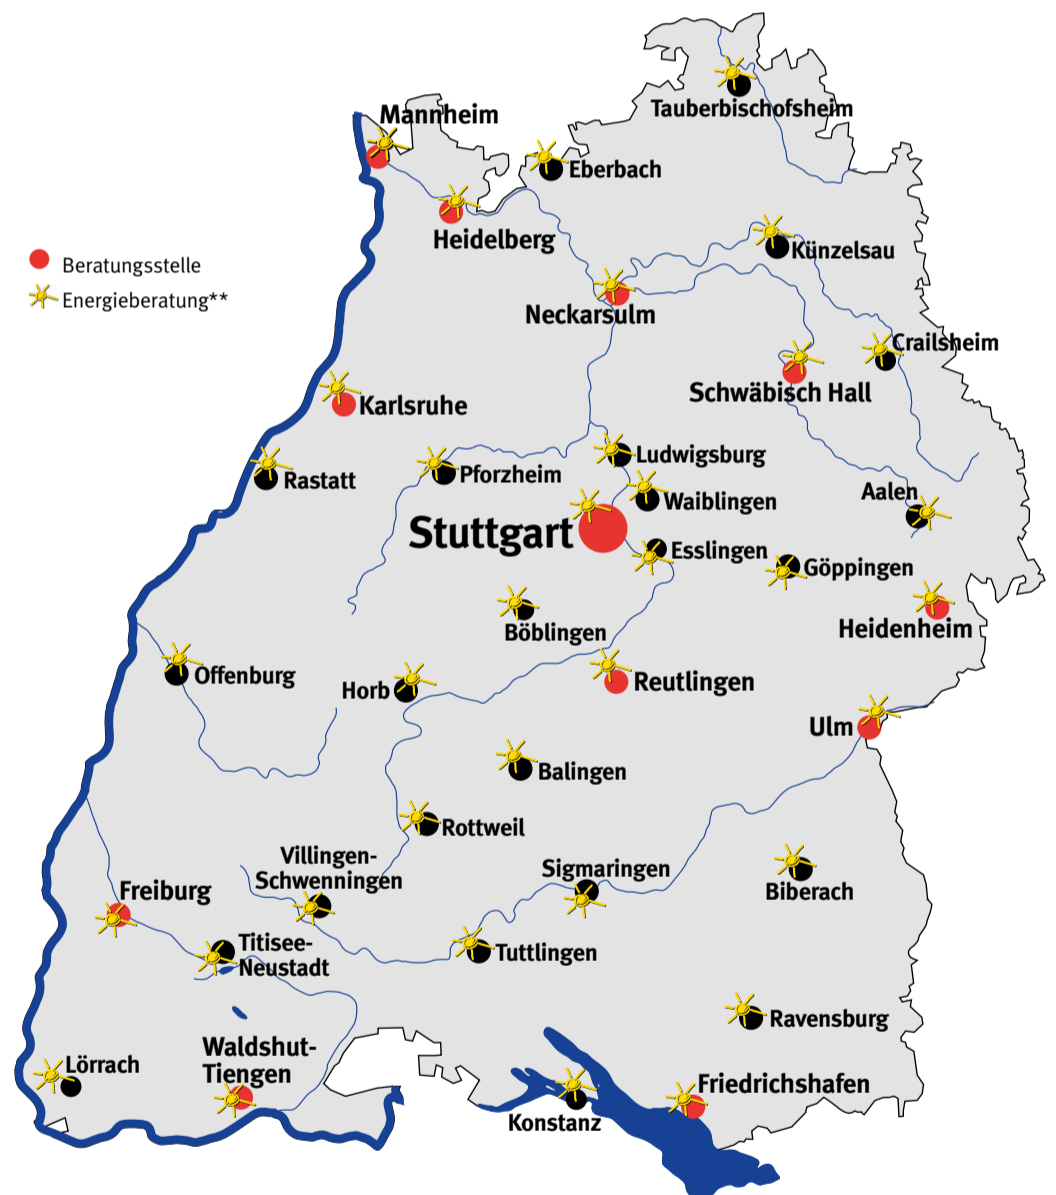 Tauberbischofsheim
Mannheim
Eberbach
Heidelberg
Künzelsau
Beratungsstelle
Energieberatung**
Neckarsulm
Crailsheim
Schwäbisch Hall
Karlsruhe
Ludwigsburg
Rastatt
Pforzheim
Aalen
Waiblingen
Stuttgart
Esslingen
Göppingen
Böblingen
Heidenheim
Offenburg
Horb
Reutlingen
Ulm
Balingen
Rottweil
Villingen-
Schwenningen
Sigmaringen
Biberach
Freiburg
Titisee-
Neustadt
Tuttlingen
Ravensburg
Waldshut-
Tiengen
Lörrach
Friedrichshafen
Konstanz